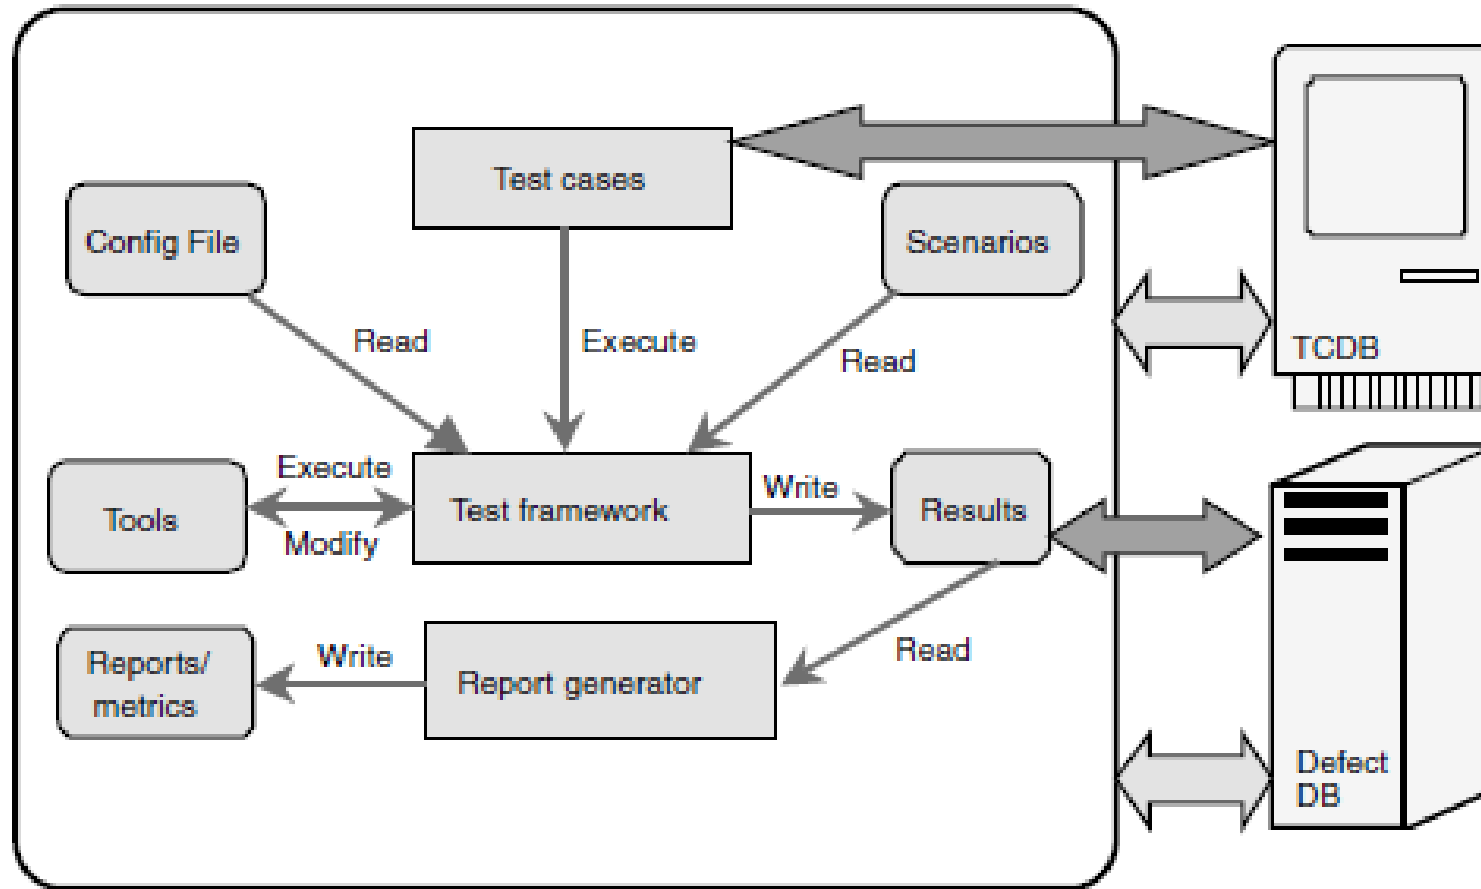 Test cases
Config File
Scenarios
Read
Execute
Read
TCDB
Execute
Tools
Modify
Test framework
Write
Results
Reports/
metrics
Write
Report generator
Read
Defect
DB